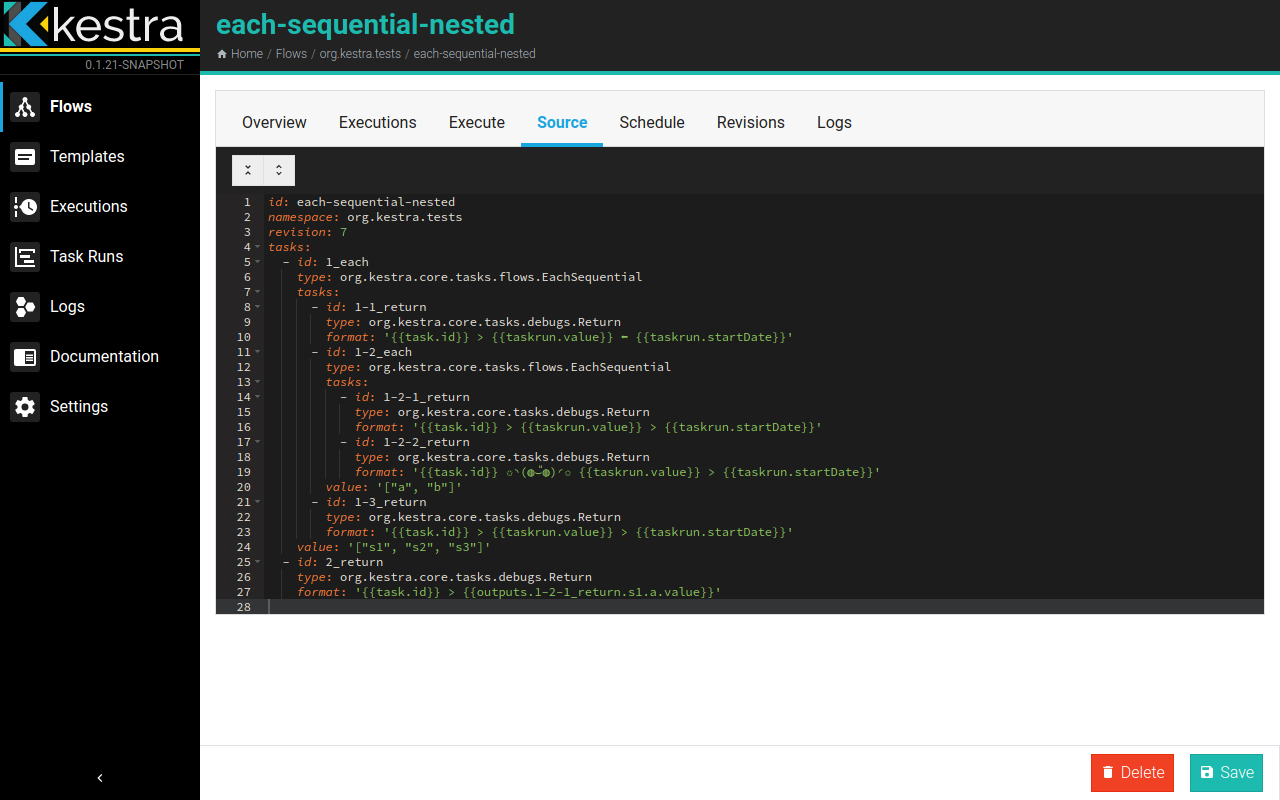 kestra
0.1.21-SNAPSHOT
Flows
Templates
Executions
Task Runs
Logs
Documentation
Settings
each-sequential-nested
Home / Flows / org.kestra.tests / each-sequential-nested
Overview Executions Execute Source Schedule Revisions Logs
1 id: each-sequential-nested
2 namespace: org.kestra.tests
3 revision: 7
4 tasks:
5 - id: 1_each
6 type: org.kestra.core.tasks.flows.EachSequential
7 tasks:
8 - id: 1-1_return
9 type: org.kestra.core.tasks.debugs.Return
10 format: '{{task.id}} > {{taskrun.value}} ⬅ {{taskrun.startDate}}'
11 - id: 1-2_each
12 type: org.kestra.core.tasks.flows.EachSequential
13 tasks:
14 - id: 1-2-1_return
15 type: org.kestra.core.tasks.debugs.Return
16 format: '{{task.id}} > {{taskrun.value}} > {{taskrun.startDate}}'
17 - id: 1-2-2_return
18 type: org.kestra.core.tasks.debugs.Return
19 format: '{{task.id}} ✩◝(◍⌣̎◍)◜✩ {{taskrun.value}} > {{taskrun.startDate}}'
20 value: '["a", "b"]'
21 - id: 1-3_return
22 type: org.kestra.core.tasks.debugs.Return
23 format: '{{task.id}} > {{taskrun.value}} > {{taskrun.startDate}}'
24 value: '["s1", "s2", "s3"]'
25 - id: 2_return
26 type: org.kestra.core.tasks.debugs.Return
27 format: '{{task.id}} > {{outputs.1-2-1_return.s1.a.value}}'
28
Delete Save